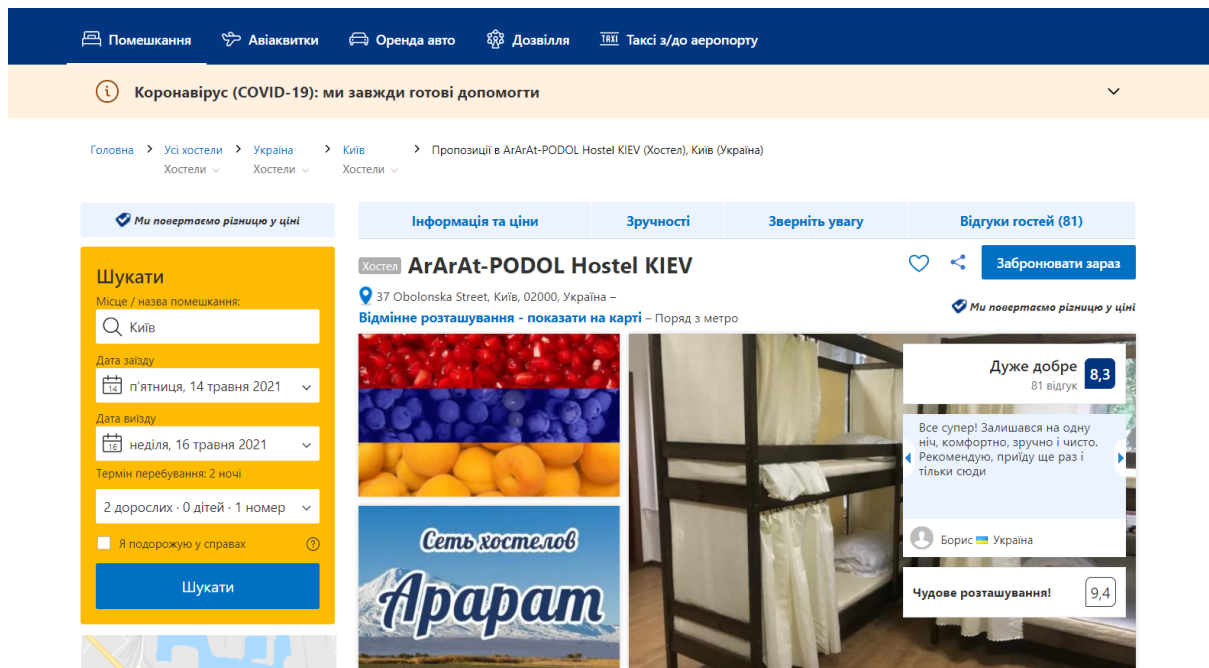 Помешкання
Авіаквитки
Оренда авто
Дозвілля
TAXI Таксі з/до аеропорту
Коронавірус (COVID-19): ми завжди готові допомогти
Головна
Усі хостели
Україна
Київ
Пропозиції в ArArAt-PODOL Hostel KIEV (Хостел), Київ (Україна)
Хостели
Хостели
Хостели
Ми повертаємо різницю у ціні
Шукати
Місце / назва помешкання:
Київ
Дата заїзду
14
п'ятниця, 14 травня 2021
Дата виїзду
16
неділя, 16 травня 2021
Термін перебування: 2 ночі
2 дорослих · 0 дітей · 1 номер
Я подорожую у справах
Шукати
Інформація та ціни
Зручності
Зверніть увагу
Відгуки гостей (81)
Хостел ArArAt-PODOL Hostel KIEV
Забронювати зараз
37 Obolonska Street, Київ, 02000, Україна –
Відмінне розташування - показати на карті – Поряд з метро
Ми повертаємо різницю у ціні
Сеть хостелов
Арарат
Дуже добре
81 відгук
8,3
Все супер! Залишався на одну
ніч, комфортно, зручно і чисто.
Рекомендую, приїду ще раз і
тільки сюди
Борис Україна
Чудове розташування!
9,4